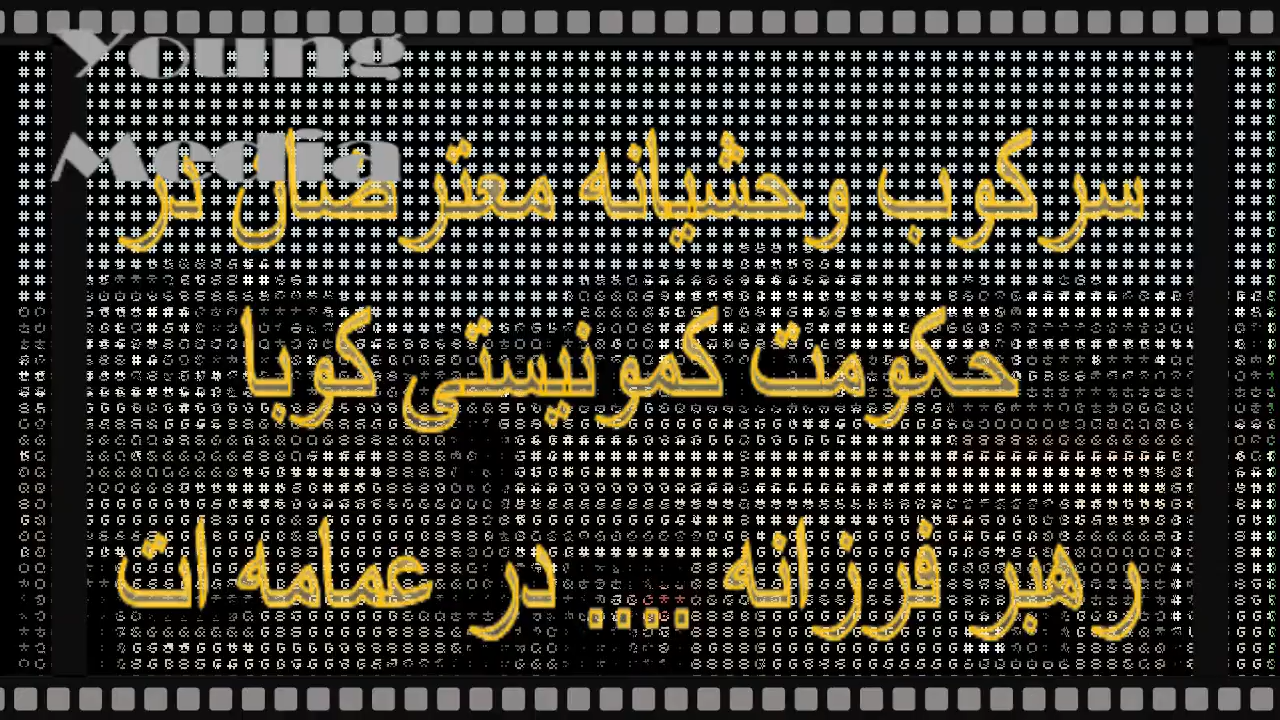 Young
Media
سرکوب وحشیانه معترضان در
حکومت کمونیستی کوبا
رهبر فرزانه .... در عمامه ات